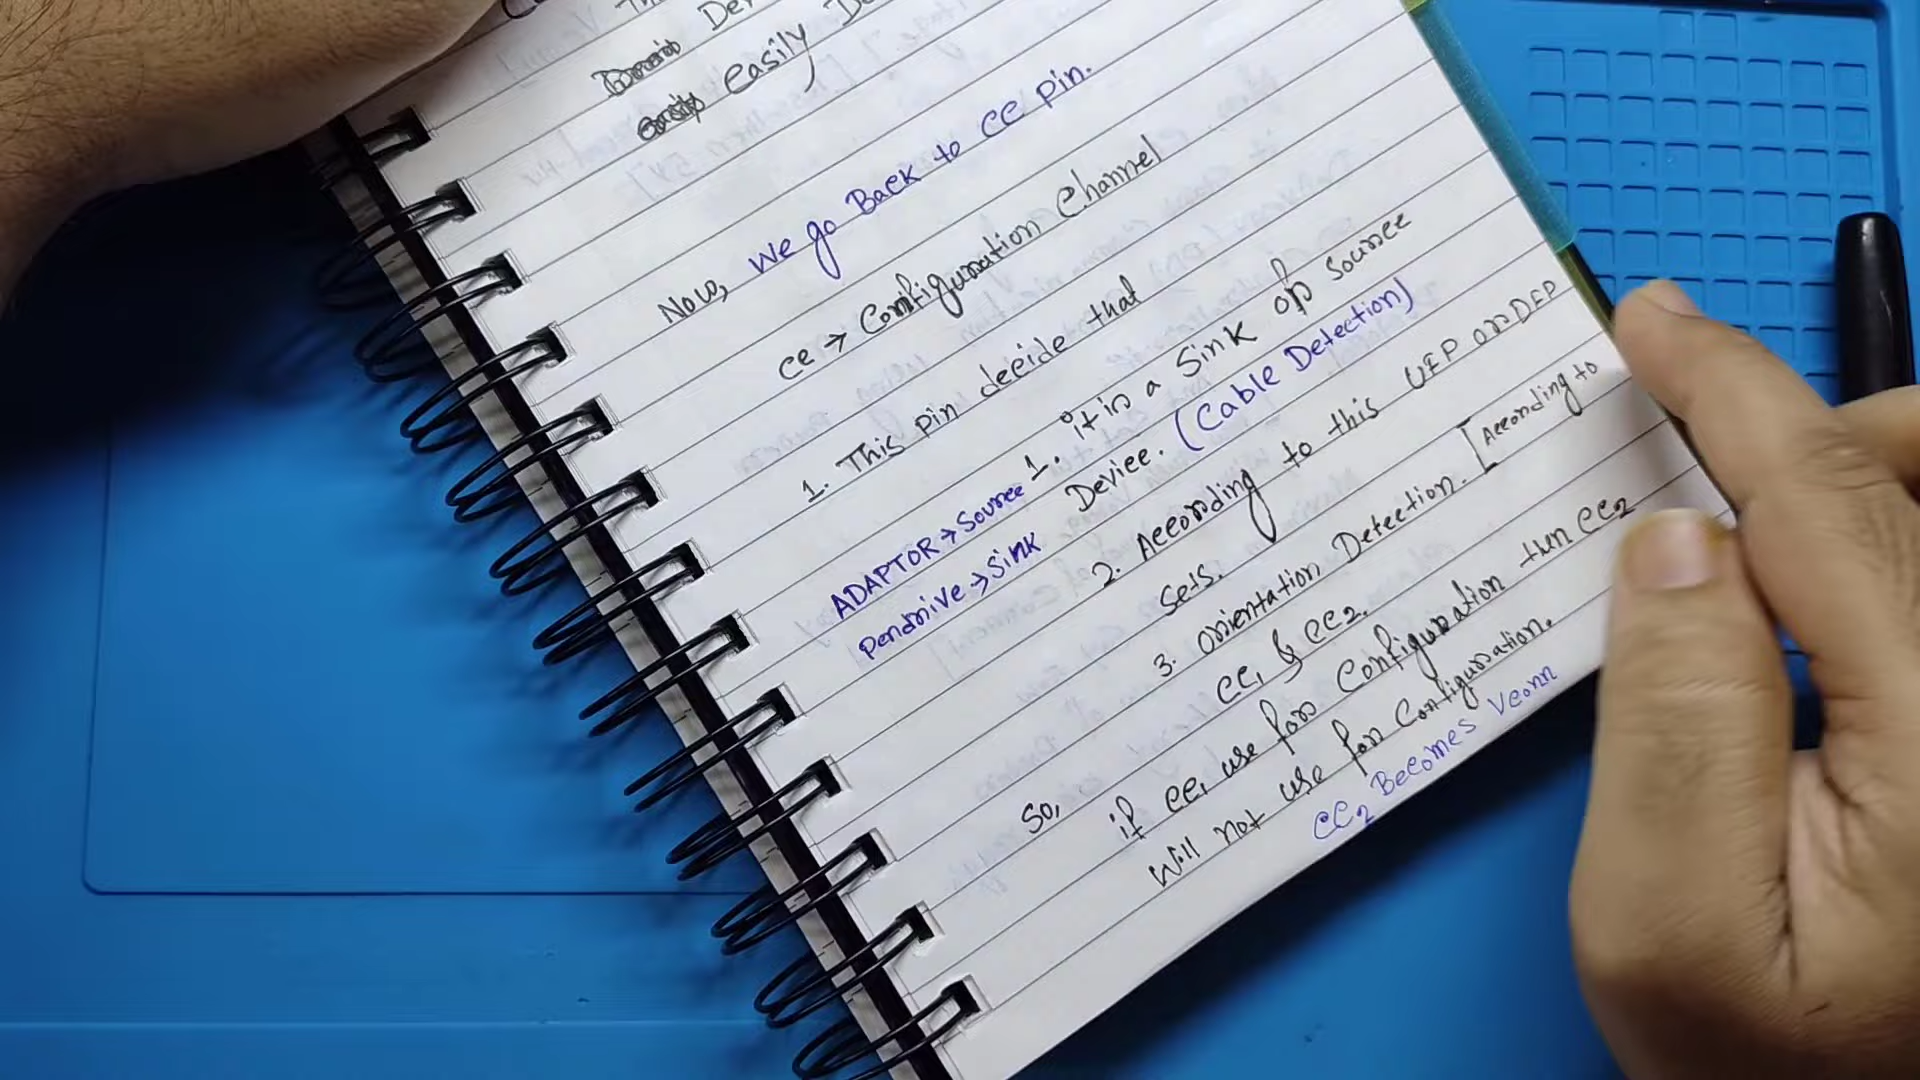 Th
Dev
easily De
Now, We go Back to CC pin.
CC → Configuration Channel
1. This pin decide that
1. it is a Sink or Source
ADAPTOR → Source
Device. (Cable Detection)
Pendrive → Sink
2. According to this UFP or DFP
sets.
3. Orientation Detection. [According to
CC1 & CC2.
So,
if CC1 use for Configuration then CC2
will not use for Configuration.
CC2 Becomes Vconn